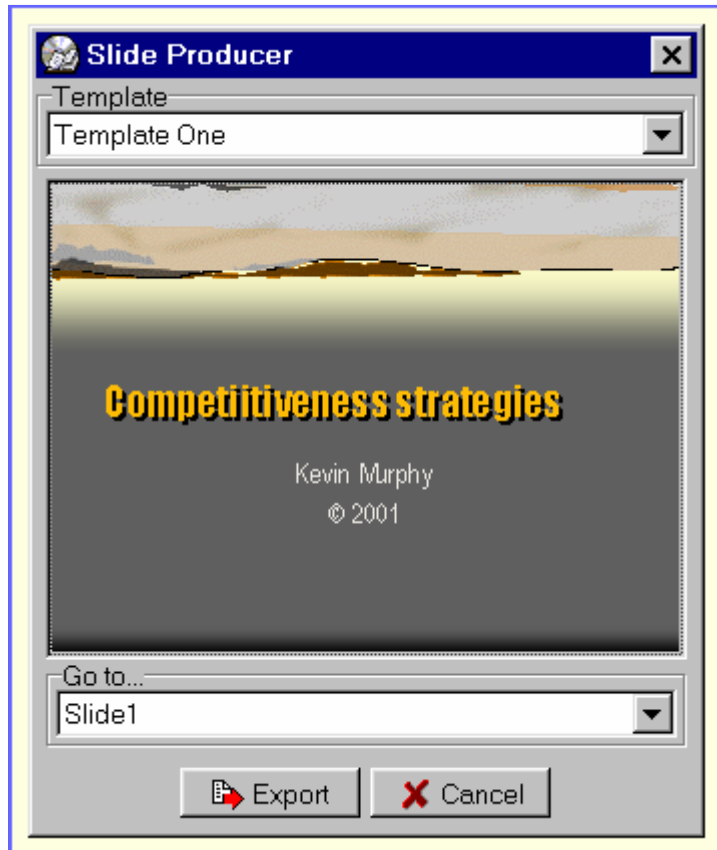 Slide Producer
Template
Template One
Competiitiveness strategies
Kevin Murphy
© 2001
Go to...
Slide1
Export
Cancel